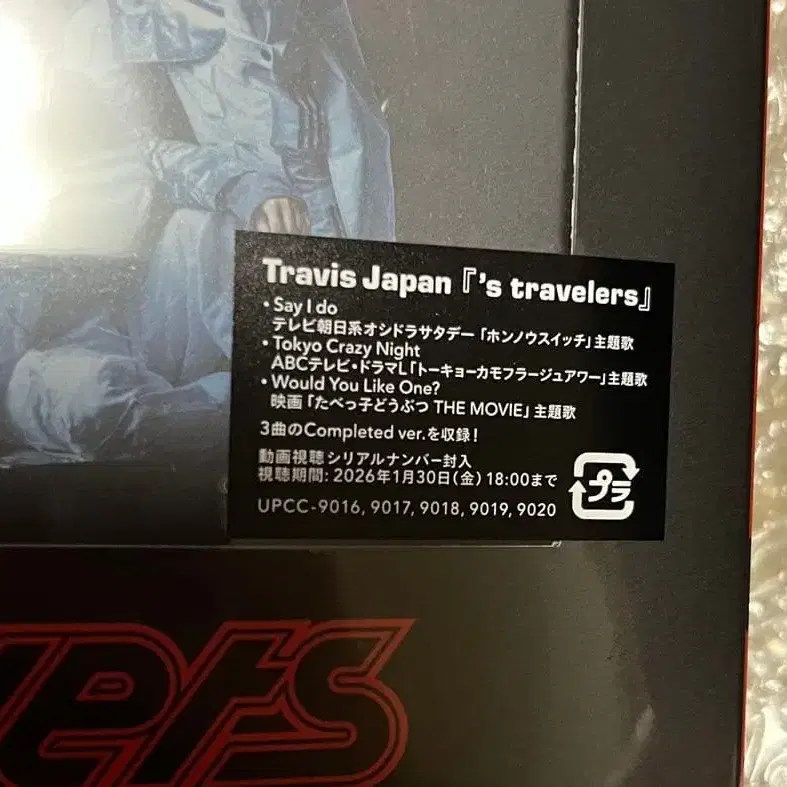 Travis Japan『's travelers』
・Say I do
テレビ朝日系オシドラサタデー「ホンノウスイッチ」主題歌
・Tokyo Crazy Night
ABCテレビ・ドラマL「トーキョーカモフラージュアワー」主題歌
・Would You Like One?
映画「たべっ子どうぶつ THE MOVIE」主題歌
3曲のCompleted ver.を収録！
動画視聴シリアルナンバー封入
視聴期間: 2026年1月30日(金) 18:00まで
プラ
UPCC-9016, 9017, 9018, 9019, 9020
ers